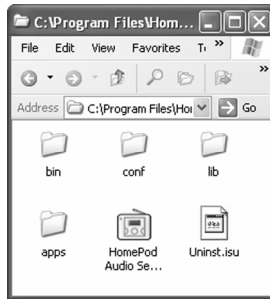 C:\Program Files\Hom...
File Edit View Favorites T »
»
Address C:\Program Files\Ho Go
bin conf lib
apps HomePod Audio Se... Uninst.isu